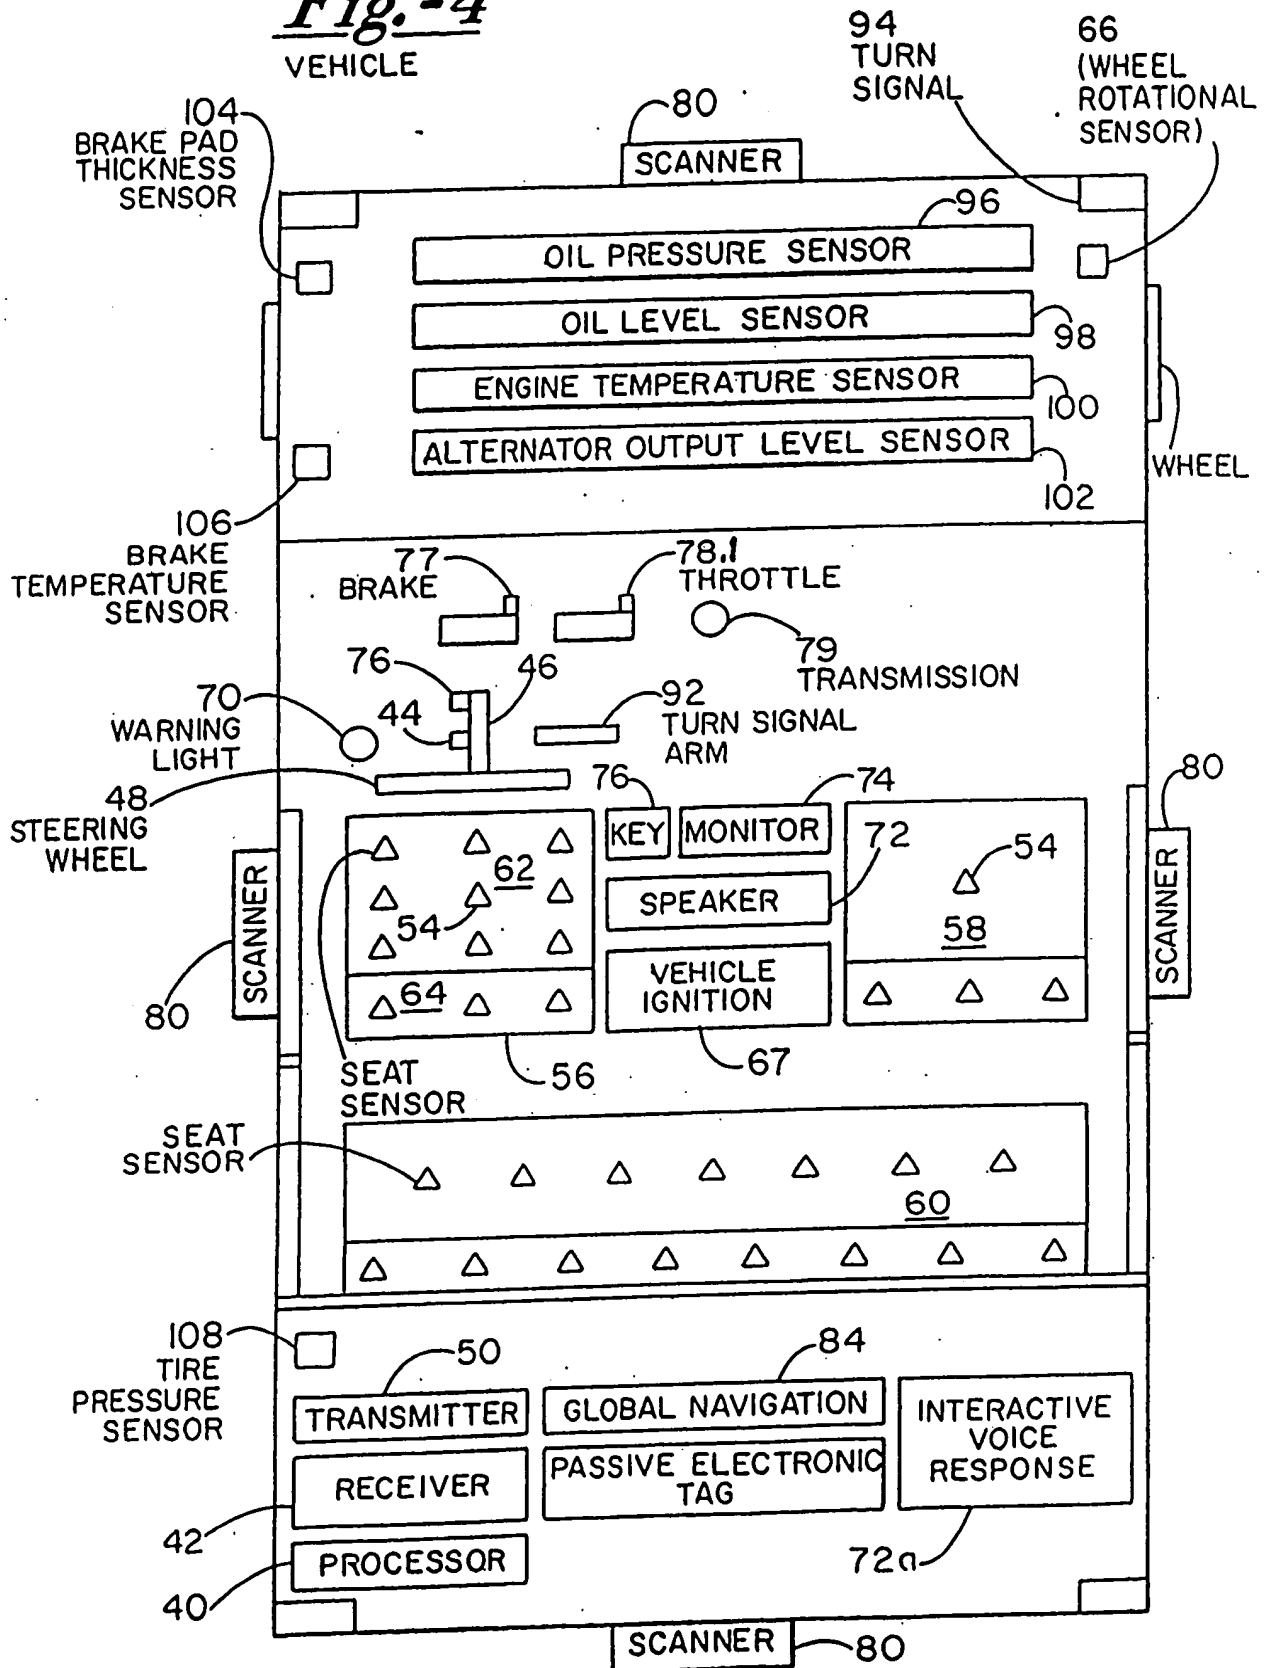 Fig.-4
VEHICLE
94
TURN
SIGNAL
66
(WHEEL
ROTATIONAL
SENSOR)
104
BRAKE PAD
THICKNESS
SENSOR
80
SCANNER
96
OIL PRESSURE SENSOR
OIL LEVEL SENSOR
98
ENGINE TEMPERATURE SENSOR
100
ALTERNATOR OUTPUT LEVEL SENSOR
102
WHEEL
106
BRAKE
TEMPERATURE
SENSOR
77
BRAKE
78.1
THROTTLE
79
TRANSMISSION
76
46
44
70
WARNING
LIGHT
92
TURN SIGNAL
ARM
48
STEERING
WHEEL
76
KEY
74
MONITOR
72
SPEAKER
VEHICLE
IGNITION
67
62
54
64
56
54
58
80
SCANNER
SCANNER
80
SEAT
SENSOR
SEAT
SENSOR
60
108
TIRE
PRESSURE
SENSOR
50
TRANSMITTER
84
GLOBAL NAVIGATION
INTERACTIVE
VOICE
RESPONSE
72a
RECEIVER
42
PASSIVE ELECTRONIC
TAG
PROCESSOR
40
SCANNER
80